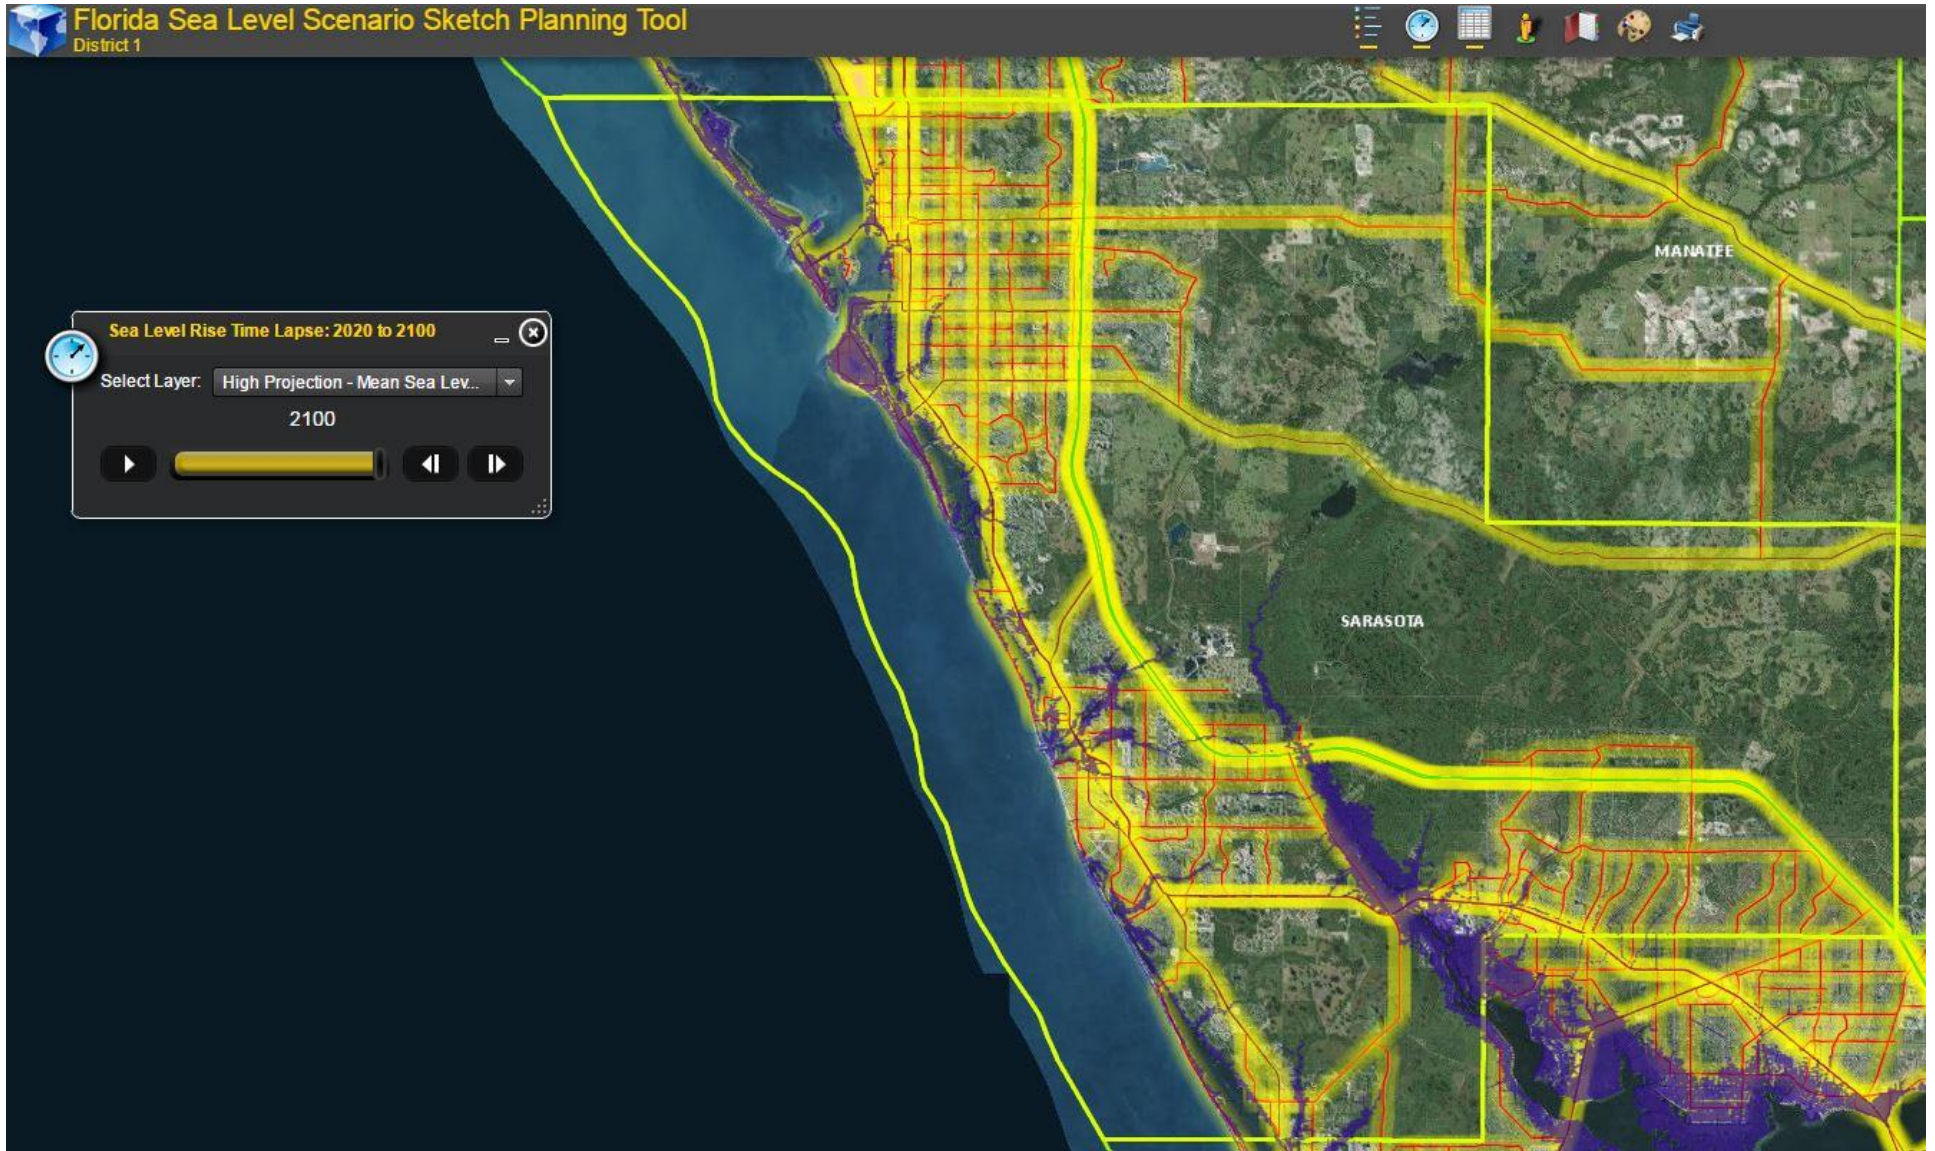 Florida Sea Level Scenario Sketch Planning Tool
District 1
MANATEE
Sea Level Rise Time Lapse: 2020 to 2100
Select Layer: High Projection - Mean Sea Lev...
2100
SARASOTA